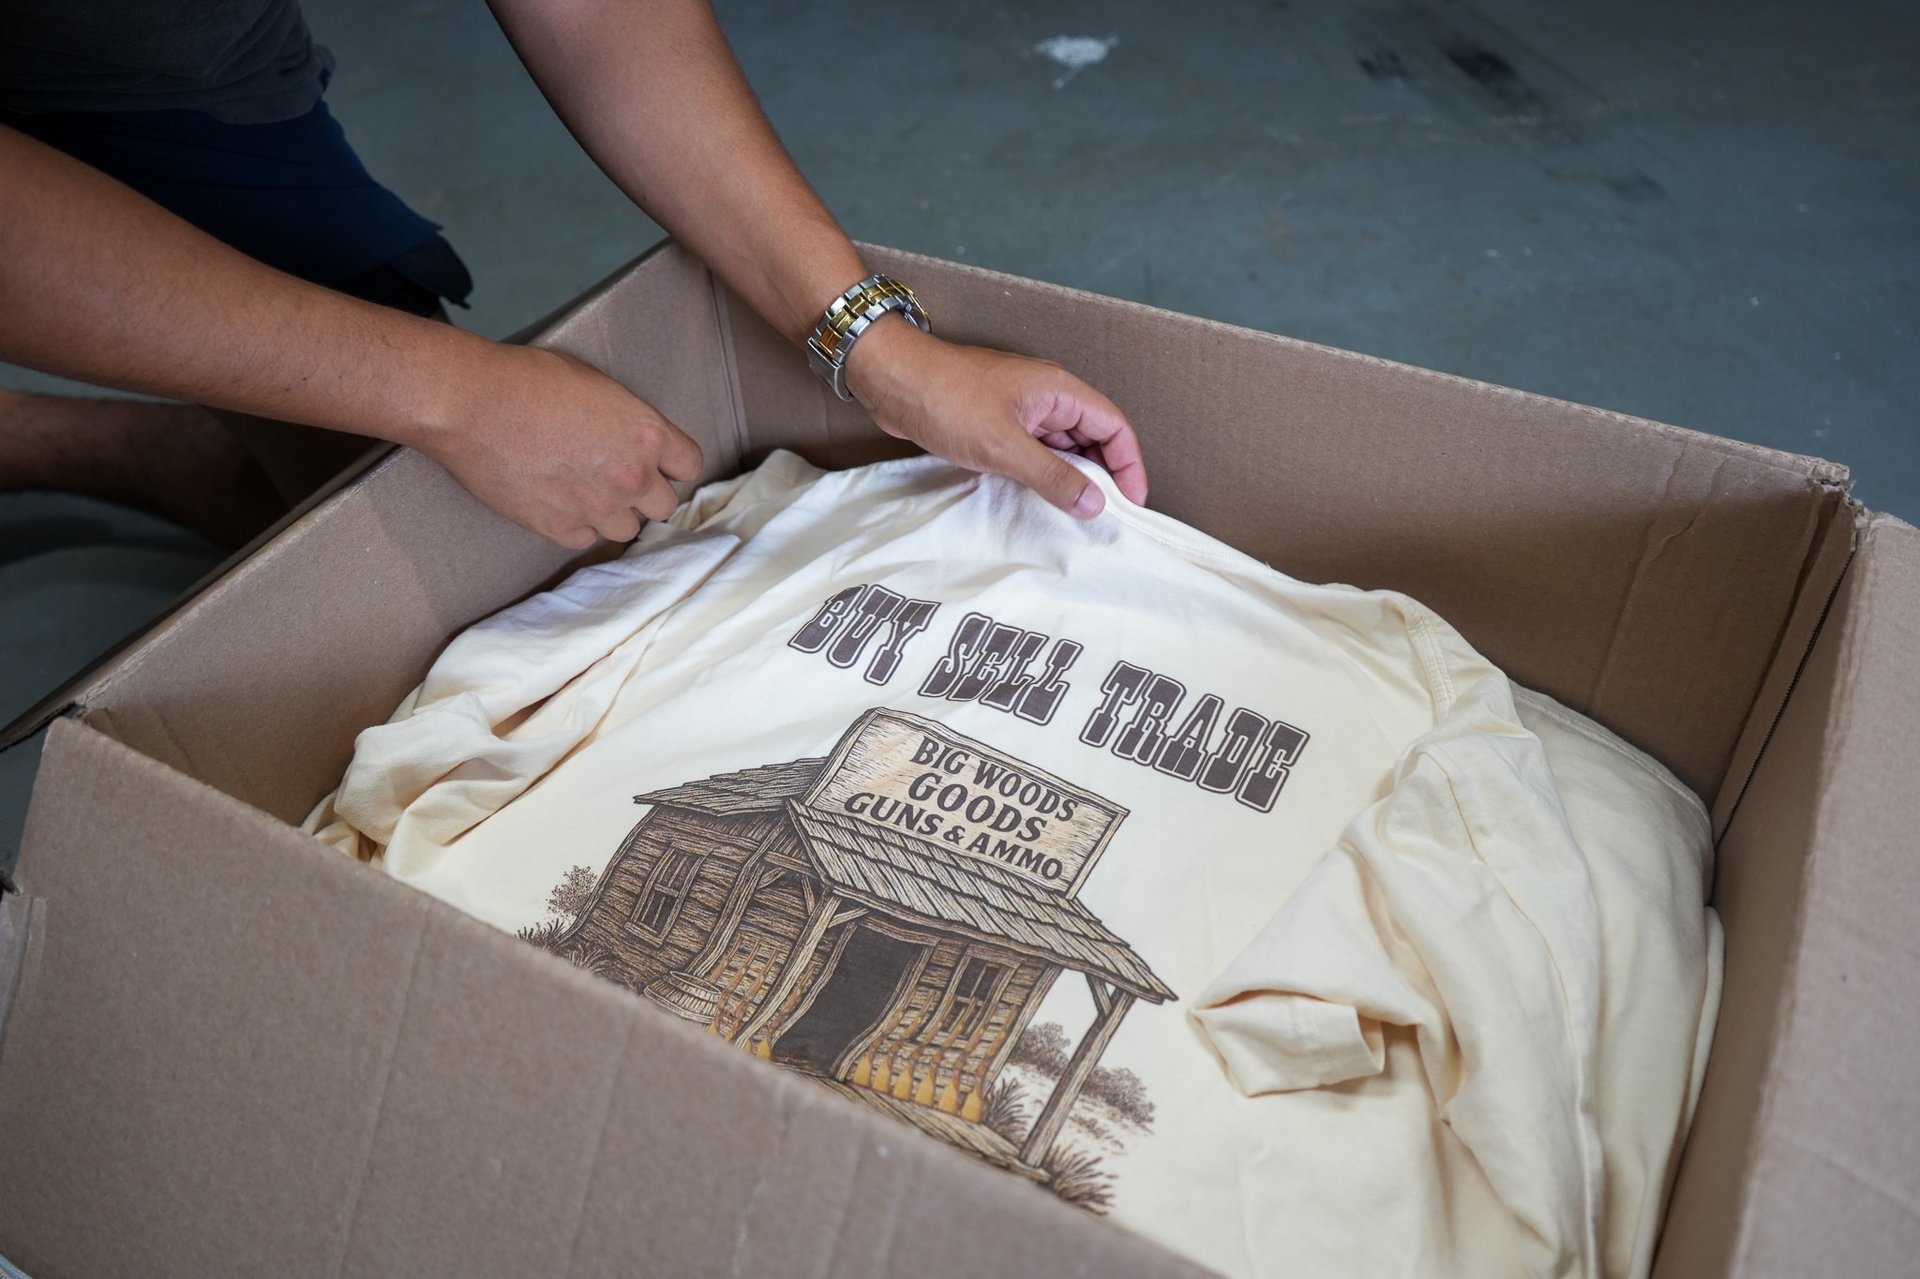 BUY SELL TRADE
BIG WOODS
GOODS
GUNS & AMMO